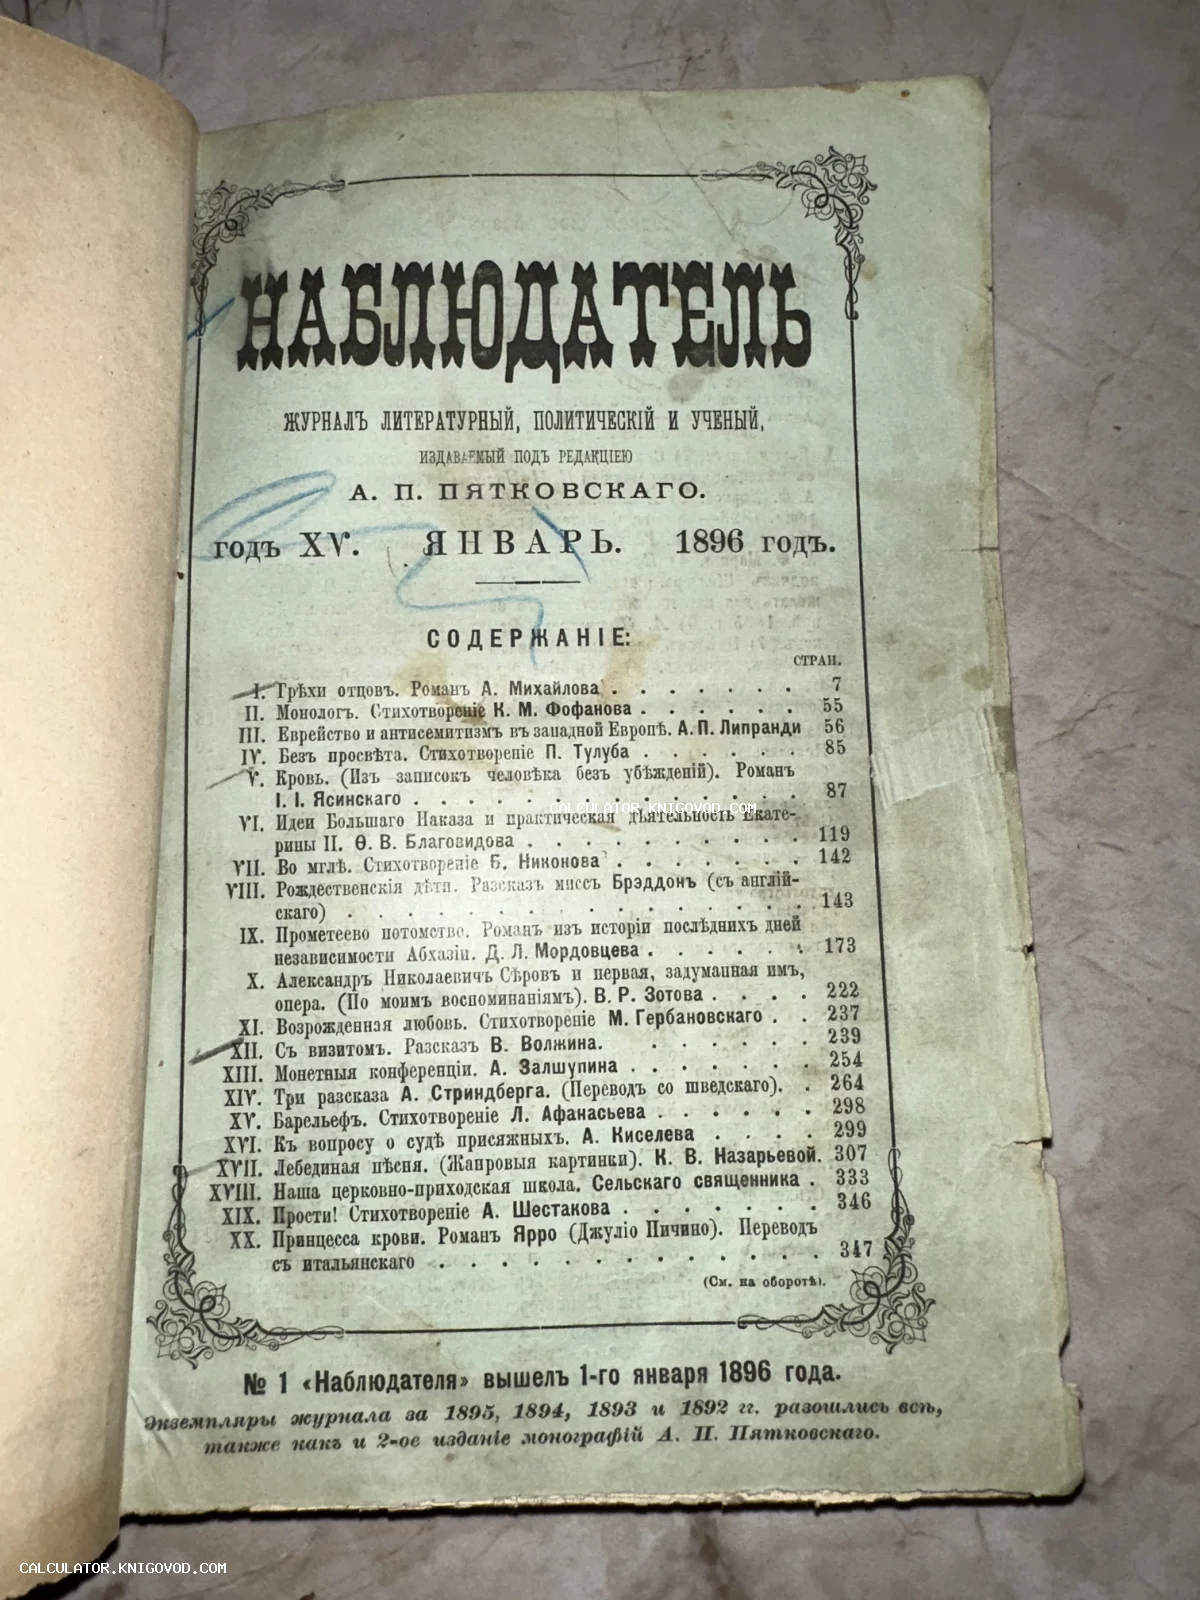 НАБЛЮДАТЕЛЬ
ЖУРНАЛЪ ЛИТЕРАТУРНЫЙ, ПОЛИТИЧЕСКІЙ И УЧЕНЫЙ,
ИЗДАВАЕМЫЙ ПОДЪ РЕДАКЦІЕЮ
А. П. ПЯТКОВСКАГО.
годъ XV. ЯНВАРЬ. 1896 годъ.
СОДЕРЖАНІЕ:
СТРАН.
I. Грѣхи отцовъ. Романъ А. Михайлова . . . . . . . . 7
II. Монологъ. Стихотвореніе К. М. Фофанова . . . . . . 55
III. Еврейство и антисемитизмъ въ западной Европѣ. А. П. Липранди 56
IV. Безъ просвѣта. Стихотвореніе П. Тулуба . . . . . . 85
V. Кровь. (Изъ записокъ человѣка безъ убѣжденій). Романъ
I. I. Ясинскаго . . . . . . . . . . . . . . 87
VI. Идеи Большаго Наказа и практическая дѣятельность Екате-
рины II. Ѳ. В. Благовидова . . . . . . . . . . 119
VII. Во мглѣ. Стихотвореніе Б. Никонова . . . . . . . 142
VIII. Рождественскія дѣти. Разсказъ миссъ Брэддонъ (съ англій-
скаго) . . . . . . . . . . . . . . . . 143
IX. Прометеево потомство. Романъ изъ исторіи послѣднихъ дней
независимости Абхазіи. Д. Л. Мордовцева . . . . . . 173
X. Александръ Николаевичъ Сѣровъ и первая, задуманная имъ,
опера. (По моимъ воспоминаніямъ). В. Р. Зотова . . . . 222
XI. Возрожденная любовь. Стихотвореніе М. Гербановскаго . . 237
XII. Съ визитомъ. Разсказъ В. Волжина. . . . . . . 239
XIII. Монетныя конференціи. А. Залшупина . . . . . . . 254
XIV. Три разсказа А. Стриндберга. (Переводъ со шведскаго). . 264
XV. Барельефъ. Стихотвореніе Л. Афанасьева . . . . . . 298
XVI. Къ вопросу о судѣ присяжныхъ. А. Киселева . . . . 299
XVII. Лебединая пѣсня. (Жанровыя картинки). К. В. Назарьевой. 307
XVIII. Наша церковно-приходская школа. Сельскаго священника . 333
XIX. Прости! Стихотвореніе А. Шестакова . . . . . . . 346
XX. Принцесса крови. Романъ Ярро (Джуліо Пичино). Переводъ
съ итальянскаго . . . . . . . . . . . . . 347
(См. на оборотѣ).
№ 1 «Наблюдателя» вышелъ 1-го января 1896 года.
Экземпляры журнала за 1895, 1894, 1893 и 1892 гг. разошлись всѣ,
также какъ и 2-ое изданіе монографій А. П. Пятковскаго.
CALCULATOR.KNIGOVOD.COM
CALCULATOR.KNIGOVOD.COM